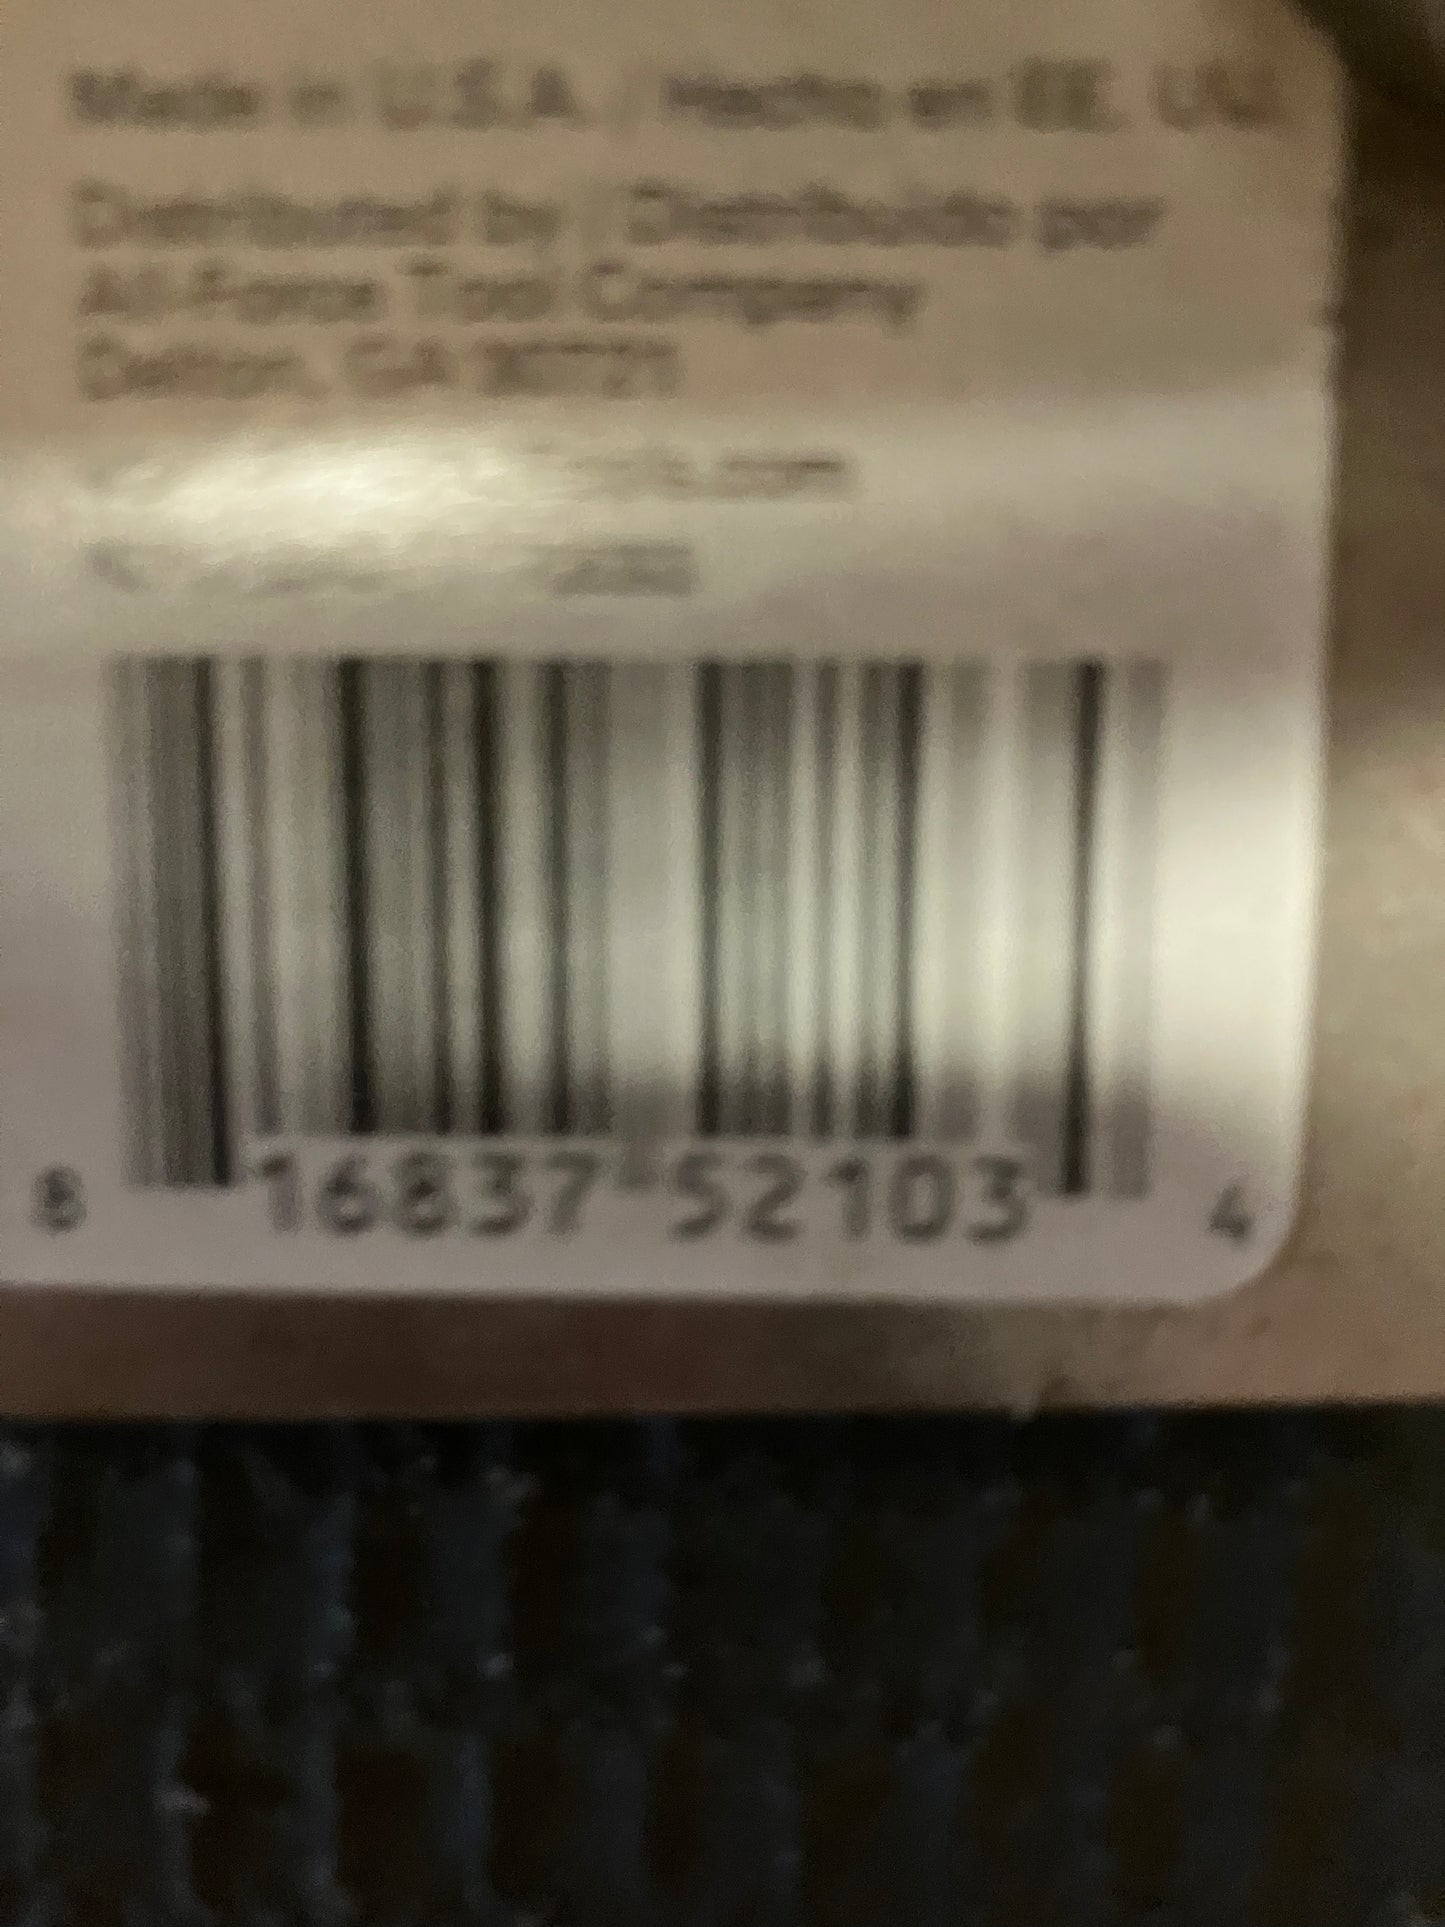 Made in U.S.A. / Hecho en EE. UU.
Distributed by / Distribuido por
All-Force Tool Company
Dalton, GA 30721
8 16837 52103 4